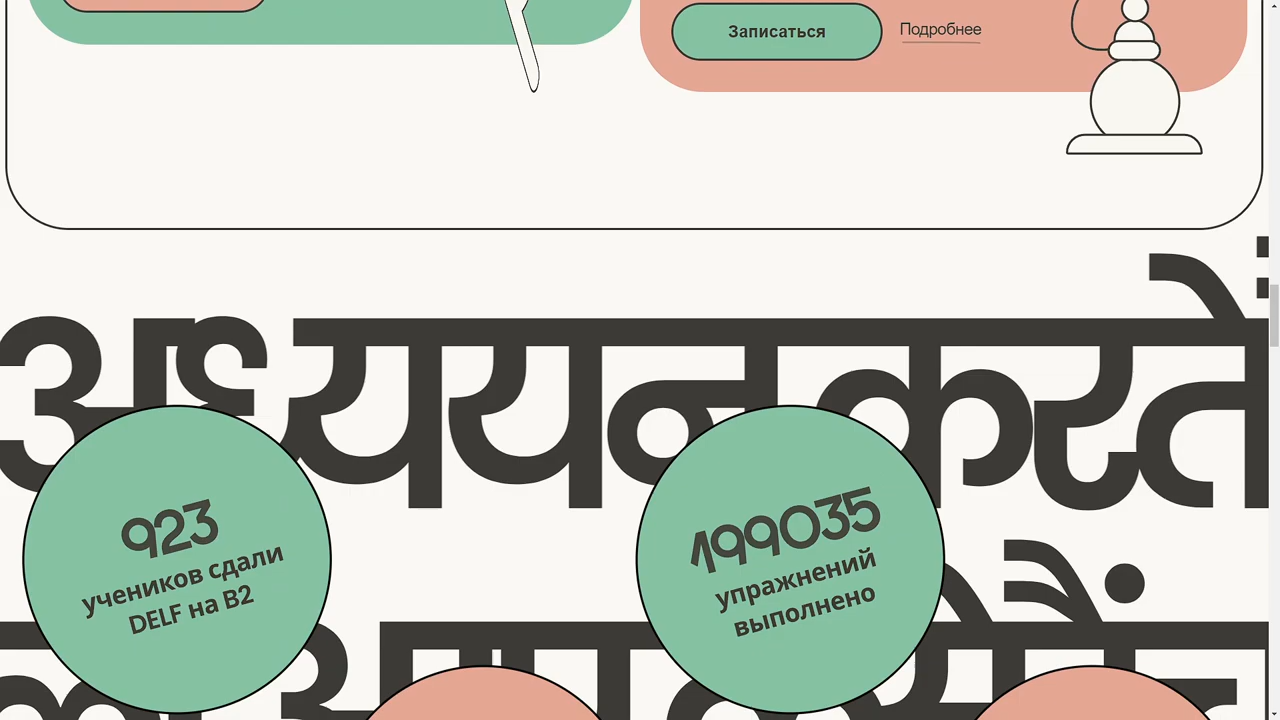 Записаться
Подробнее
अध्ययन करते
923
учеников сдали
DELF на B2
199035
упражнений
выполнено